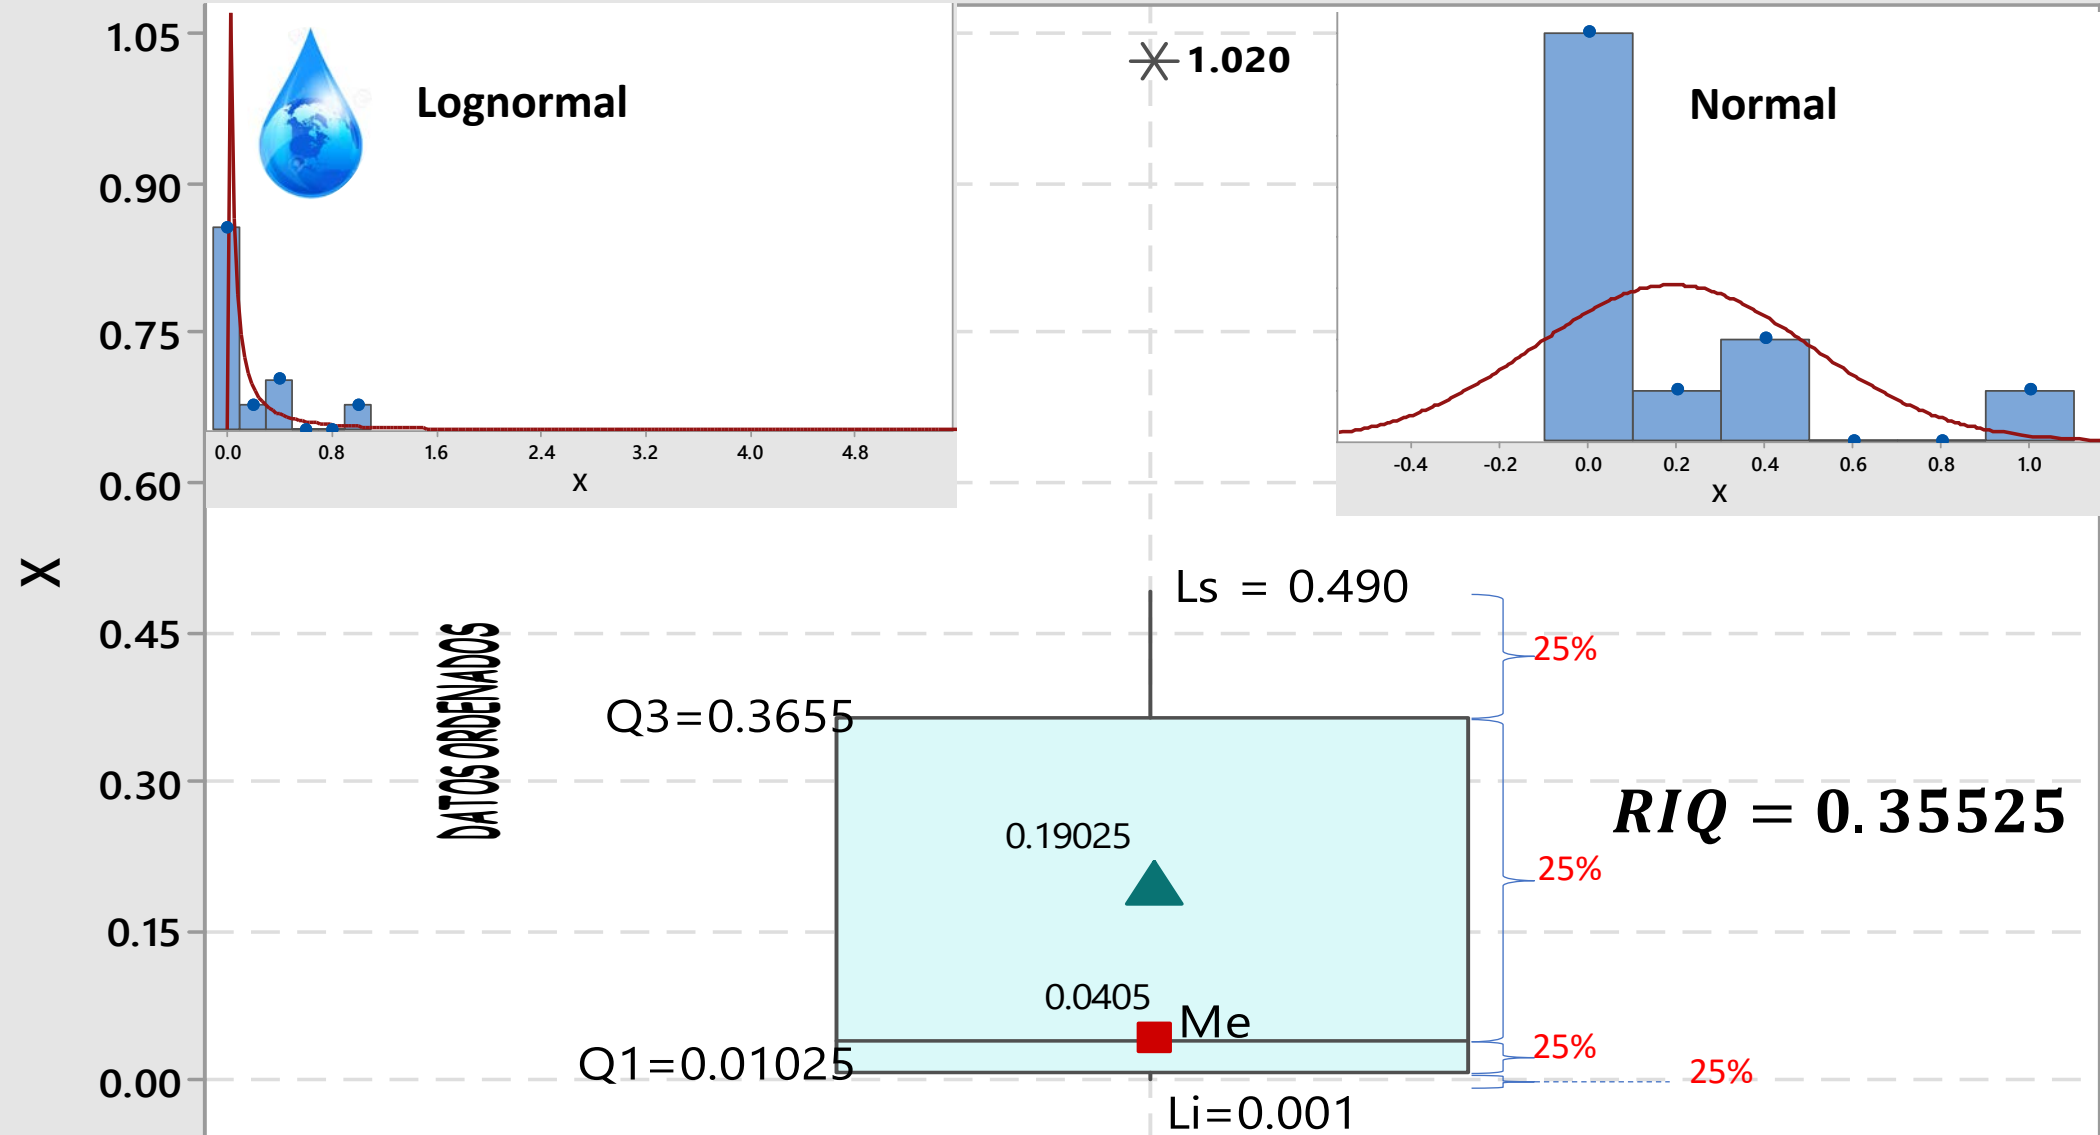 1.05
0.90
0.75
0.60
0.45
0.30
0.15
0.00
X
Lognormal
0.0 0.8 1.6 2.4 3.2 4.0 4.8
X
1.020
Normal
-0.4 -0.2 0.0 0.2 0.4 0.6 0.8 1.0
X
DATOS ORDENADOS
Ls = 0.490
25%
Q3=0.3655
RIQ = 0.35525
0.19025
25%
0.0405
Me
25%
Q1=0.01025
25%
Li=0.001